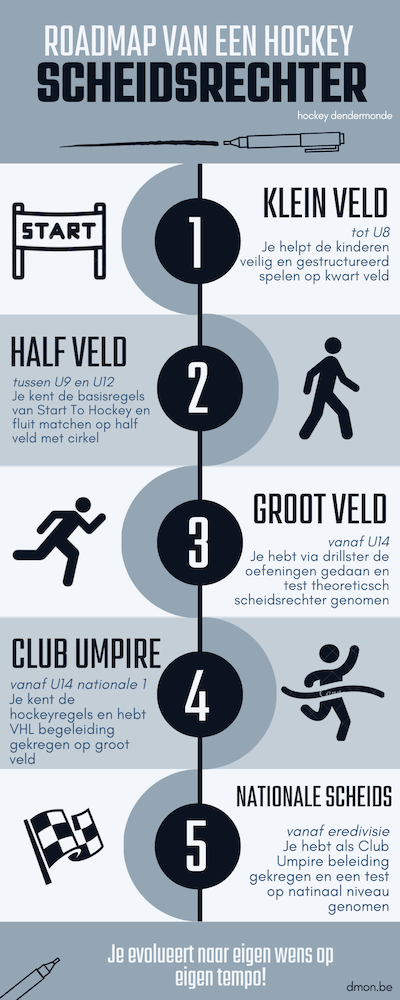 ROADMAP VAN EEN HOCKEY
SCHEIDSRECHTER
hockey dendermonde
START
1
KLEIN VELD
tot U8
Je helpt de kinderen
veilig en gestructureerd
spelen op kwart veld
HALF VELD
tussen U9 en U12
Je kent de basisregels
van Start To Hockey en
fluit matchen op half
veld met cirkel
2
3
GROOT VELD
vanaf U14
Je hebt via drillster de
oefeningen gedaan en
test theoreticsch
scheidsrechter genomen
CLUB UMPIRE
vanaf U14 nationale 1
Je kent de
hockeyregels en hebt
VHL begeleiding
gekregen op groot
veld
4
5
NATIONALE SCHEIDS
vanaf eredivisie
Je hebt als Club
Umpire beleiding
gekregen en een test
op natinaal niveau
genomen
Je evolueert naar eigen wens op
eigen tempo!
dmon.be